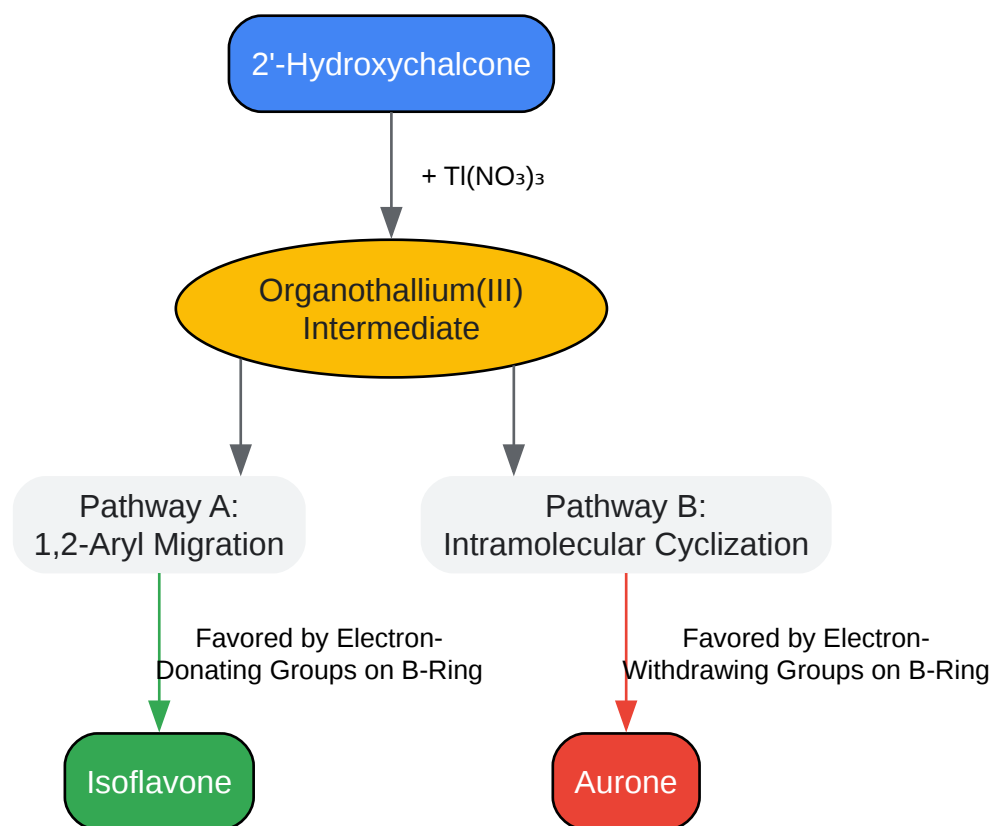 2'-Hydroxychalcone
+ Tl(NO₃)₃
Organothallium(III)
Intermediate
Pathway A:
1,2-Aryl Migration
Pathway B:
Intramolecular Cyclization
Favored by Electron-
Donating Groups on B-Ring
Favored by Electron-
Withdrawing Groups on B-Ring
Isoflavone
Aurone